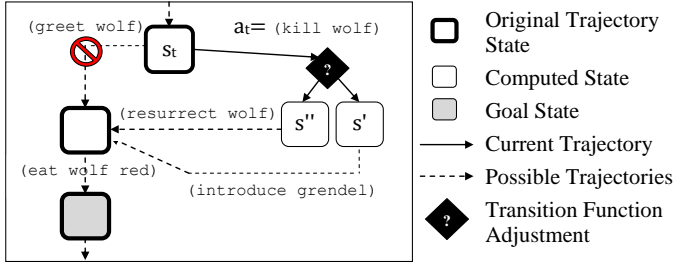 (greet wolf)
aₜ= (kill wolf)
sₜ
?
(resurrect wolf)
s''
s'
(eat wolf red)
(introduce grendel)
Original Trajectory
State
Computed State
Goal State
Current Trajectory
Possible Trajectories
?
Transition Function
Adjustment